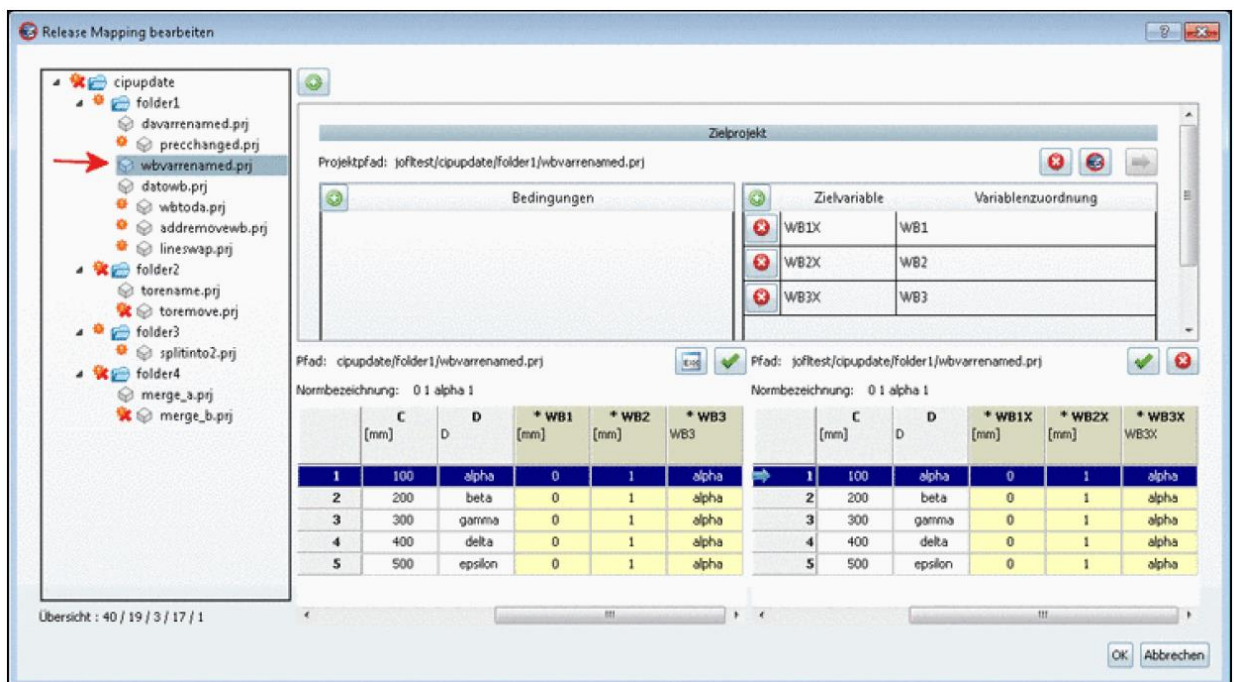 Release Mapping bearbeiten
cipupdate
folder1
davarrenamed.prj
precchanged.prj
wbvarrenamed.prj
datowb.prj
wbtoda.prj
addremovewb.prj
lineswap.prj
folder2
torename.prj
toremove.prj
folder3
splitinto2.prj
folder4
merge_a.prj
merge_b.prj
Übersicht : 40 / 19 / 3 / 17 / 1
Zielprojekt
Projektpfad: jofltest/cipupdate/folder1/wbvarrenamed.prj
Bedingungen
Zielvariable Variablenzuordnung
WB1X WB1
WB2X WB2
WB3X WB3
Pfad: cipupdate/folder1/wbvarrenamed.prj
Normbezeichnung: 0 1 alpha 1
C D * WB1 * WB2 * WB3
[mm] D [mm] [mm] WB3
1 100 alpha 0 1 alpha
2 200 beta 0 1 alpha
3 300 gamma 0 1 alpha
4 400 delta 0 1 alpha
5 500 epsilon 0 1 alpha
Pfad: jofltest/cipupdate/folder1/wbvarrenamed.prj
Normbezeichnung: 0 1 alpha 1
C D * WB1X * WB2X * WB3X
[mm] D [mm] [mm] WB3X
1 100 alpha 0 1 alpha
2 200 beta 0 1 alpha
3 300 gamma 0 1 alpha
4 400 delta 0 1 alpha
5 500 epsilon 0 1 alpha
OK Abbrechen